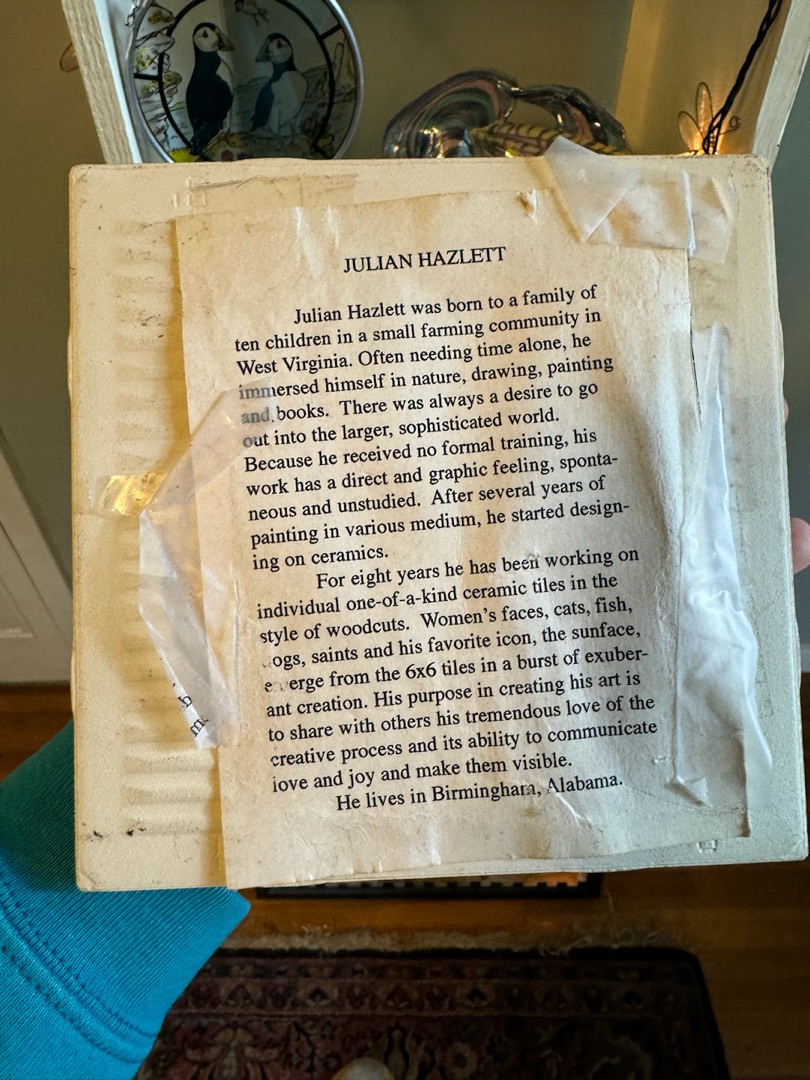 JULIAN HAZLETT
Julian Hazlett was born to a family of
ten children in a small farming community in
West Virginia. Often needing time alone, he
immersed himself in nature, drawing, painting
and books. There was always a desire to go
out into the larger, sophisticated world.
Because he received no formal training, his
work has a direct and graphic feeling, sponta-
neous and unstudied. After several years of
painting in various medium, he started design-
ing on ceramics.
For eight years he has been working on
individual one-of-a-kind ceramic tiles in the
style of woodcuts. Women's faces, cats, fish,
ogs, saints and his favorite icon, the sunface,
e erge from the 6x6 tiles in a burst of exuber-
ant creation. His purpose in creating his art is
to share with others his tremendous love of the
creative process and its ability to communicate
love and joy and make them visible.
He lives in Birmingham, Alabama.